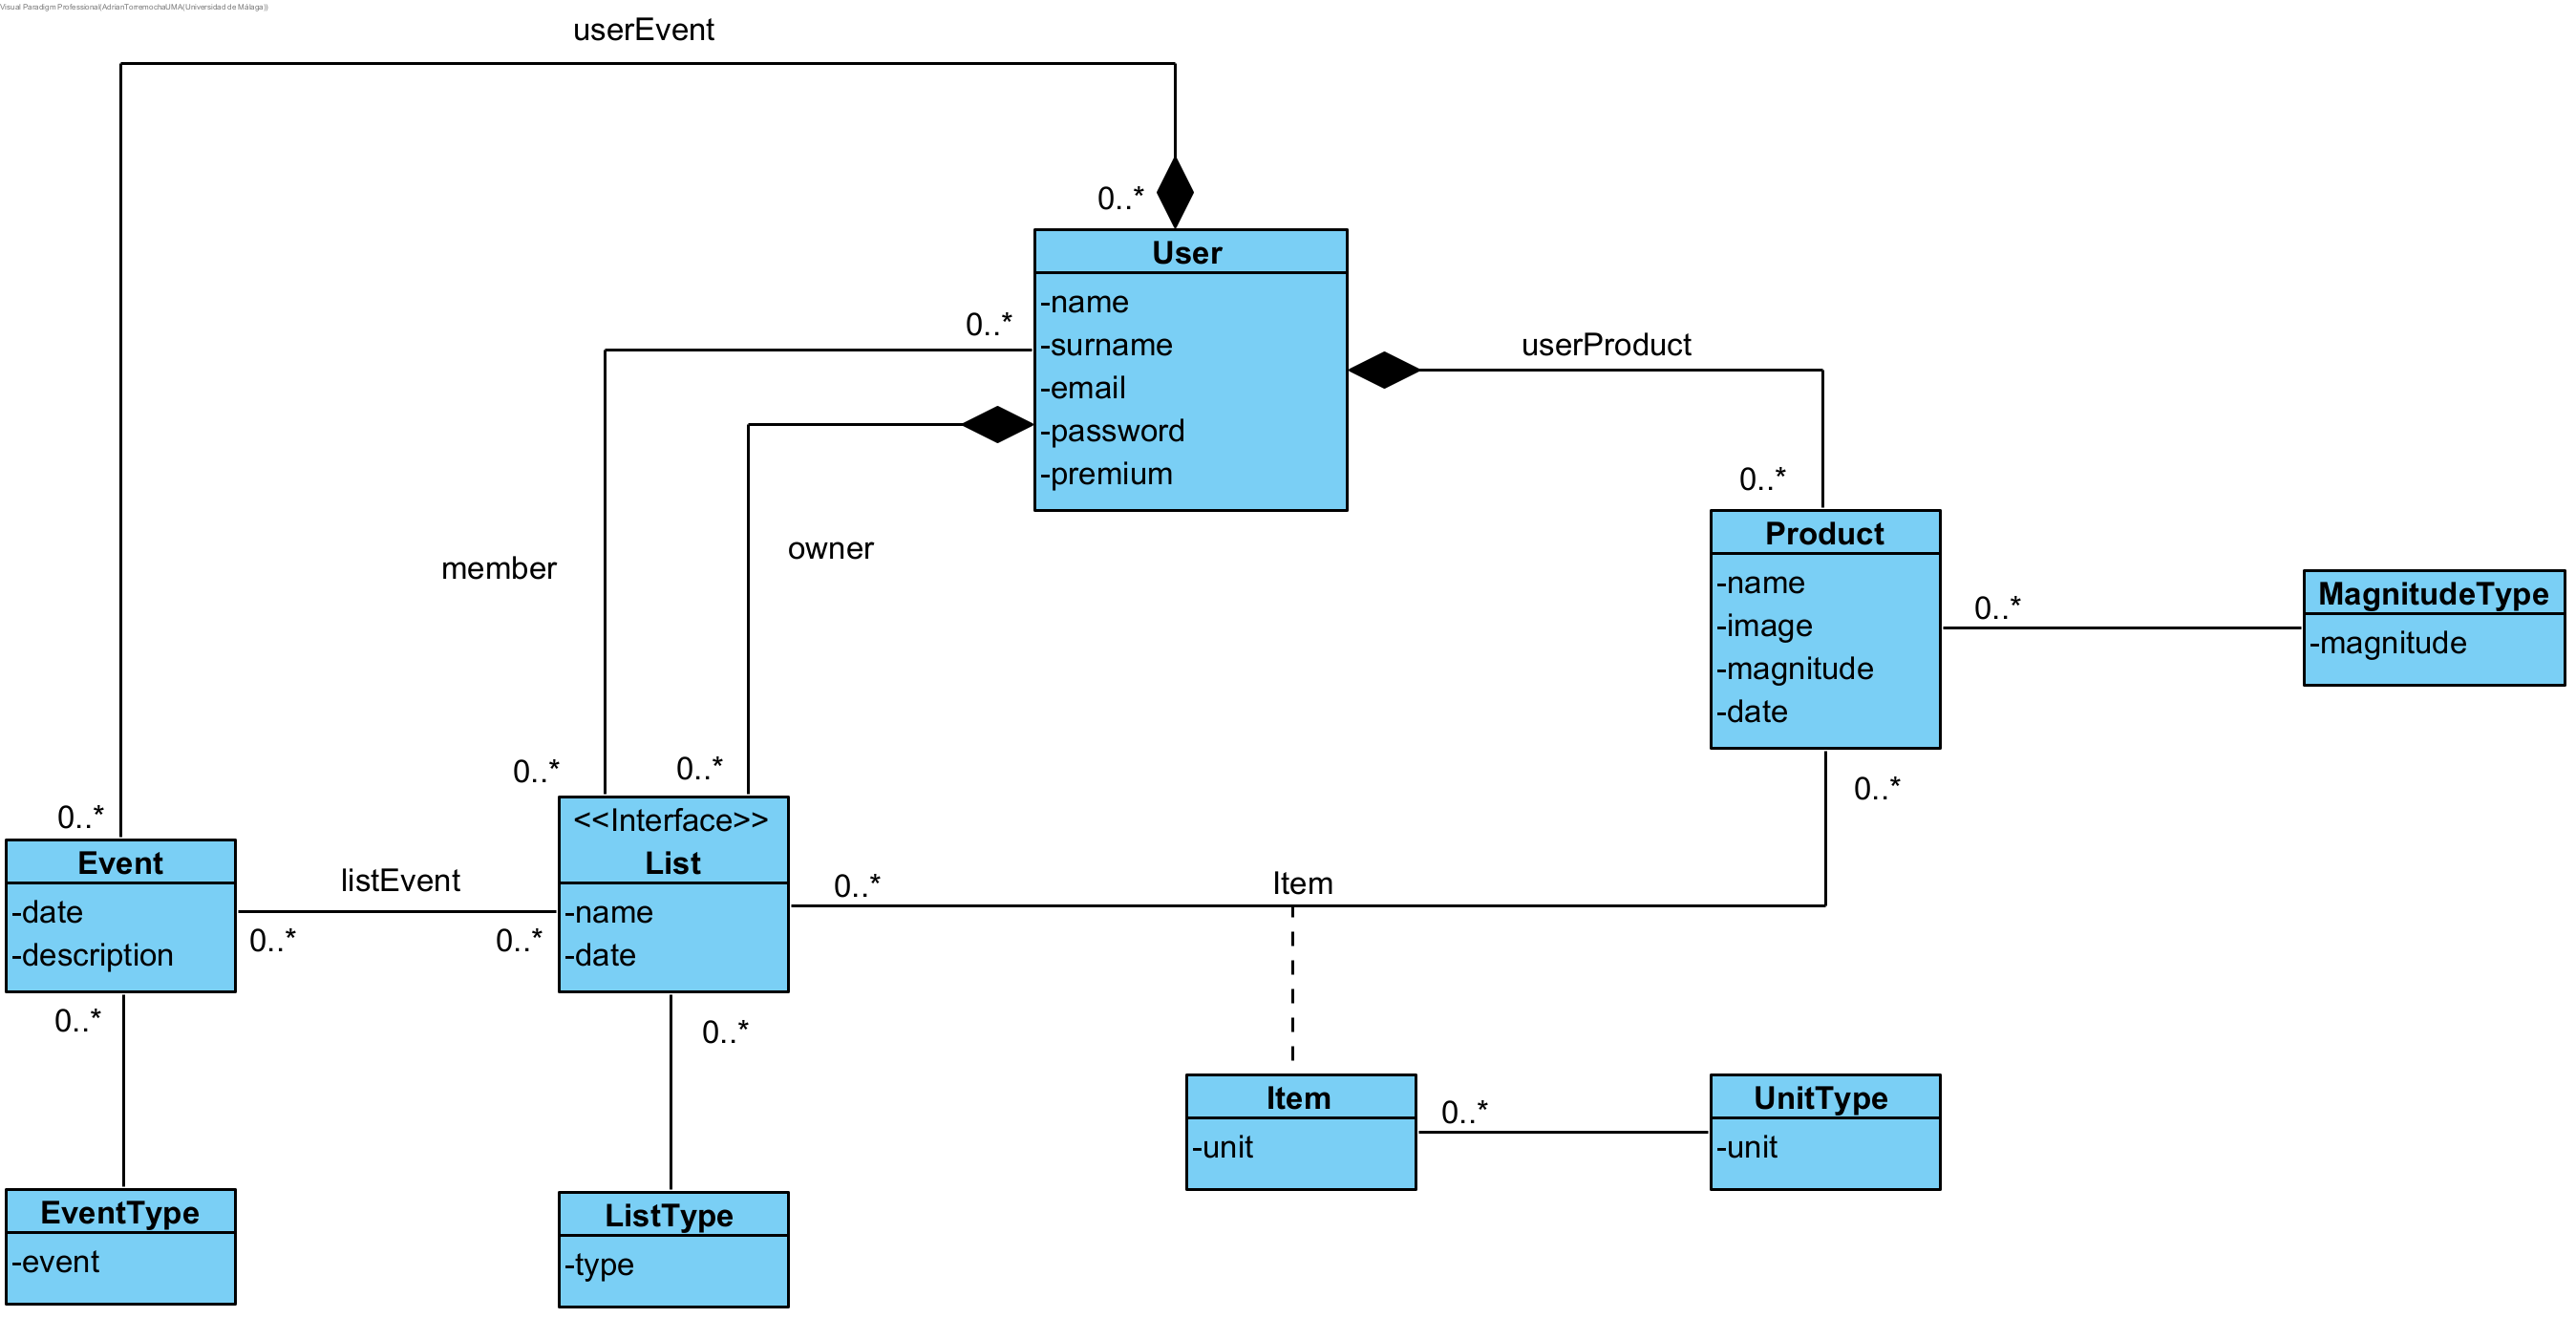 Visual Paradigm Professional(AdrianTorremochaUMA(Universidad de Málaga))
userEvent
0..*
User
-name
-surname
-email
-password
-premium
0..*
userProduct
0..*
Product
-name
-image
-magnitude
-date
0..*
MagnitudeType
-magnitude
member
owner
0..*
0..*
0..*
0..*
<<Interface>>
List
-name
-date
Event
-date
-description
listEvent
0..*
0..*
0..*
Item
0..*
0..*
Item
-unit
0..*
UnitType
-unit
EventType
-event
ListType
-type